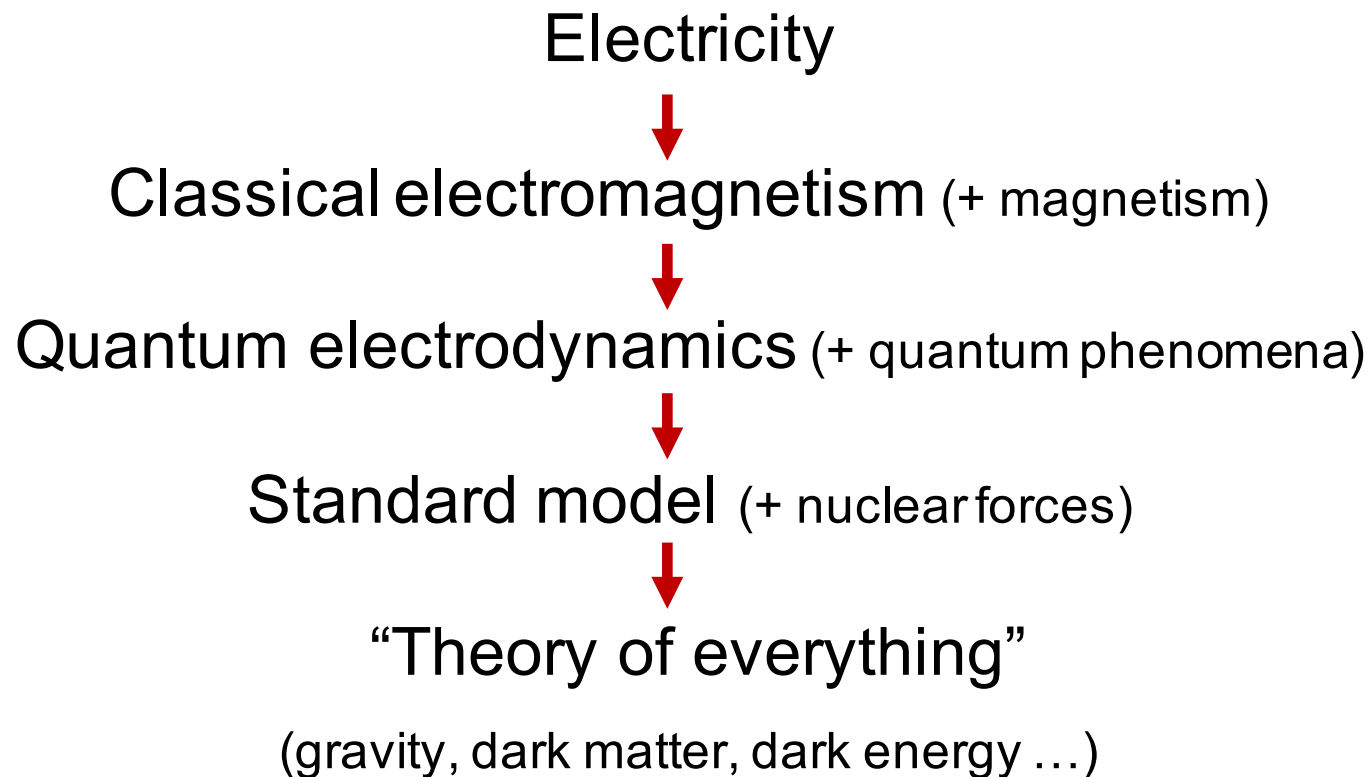 Electricity
Classical electromagnetism (+ magnetism)
Quantum electrodynamics (+ quantum phenomena)
Standard model (+ nuclear forces)
“Theory of everything”
(gravity, dark matter, dark energy …)